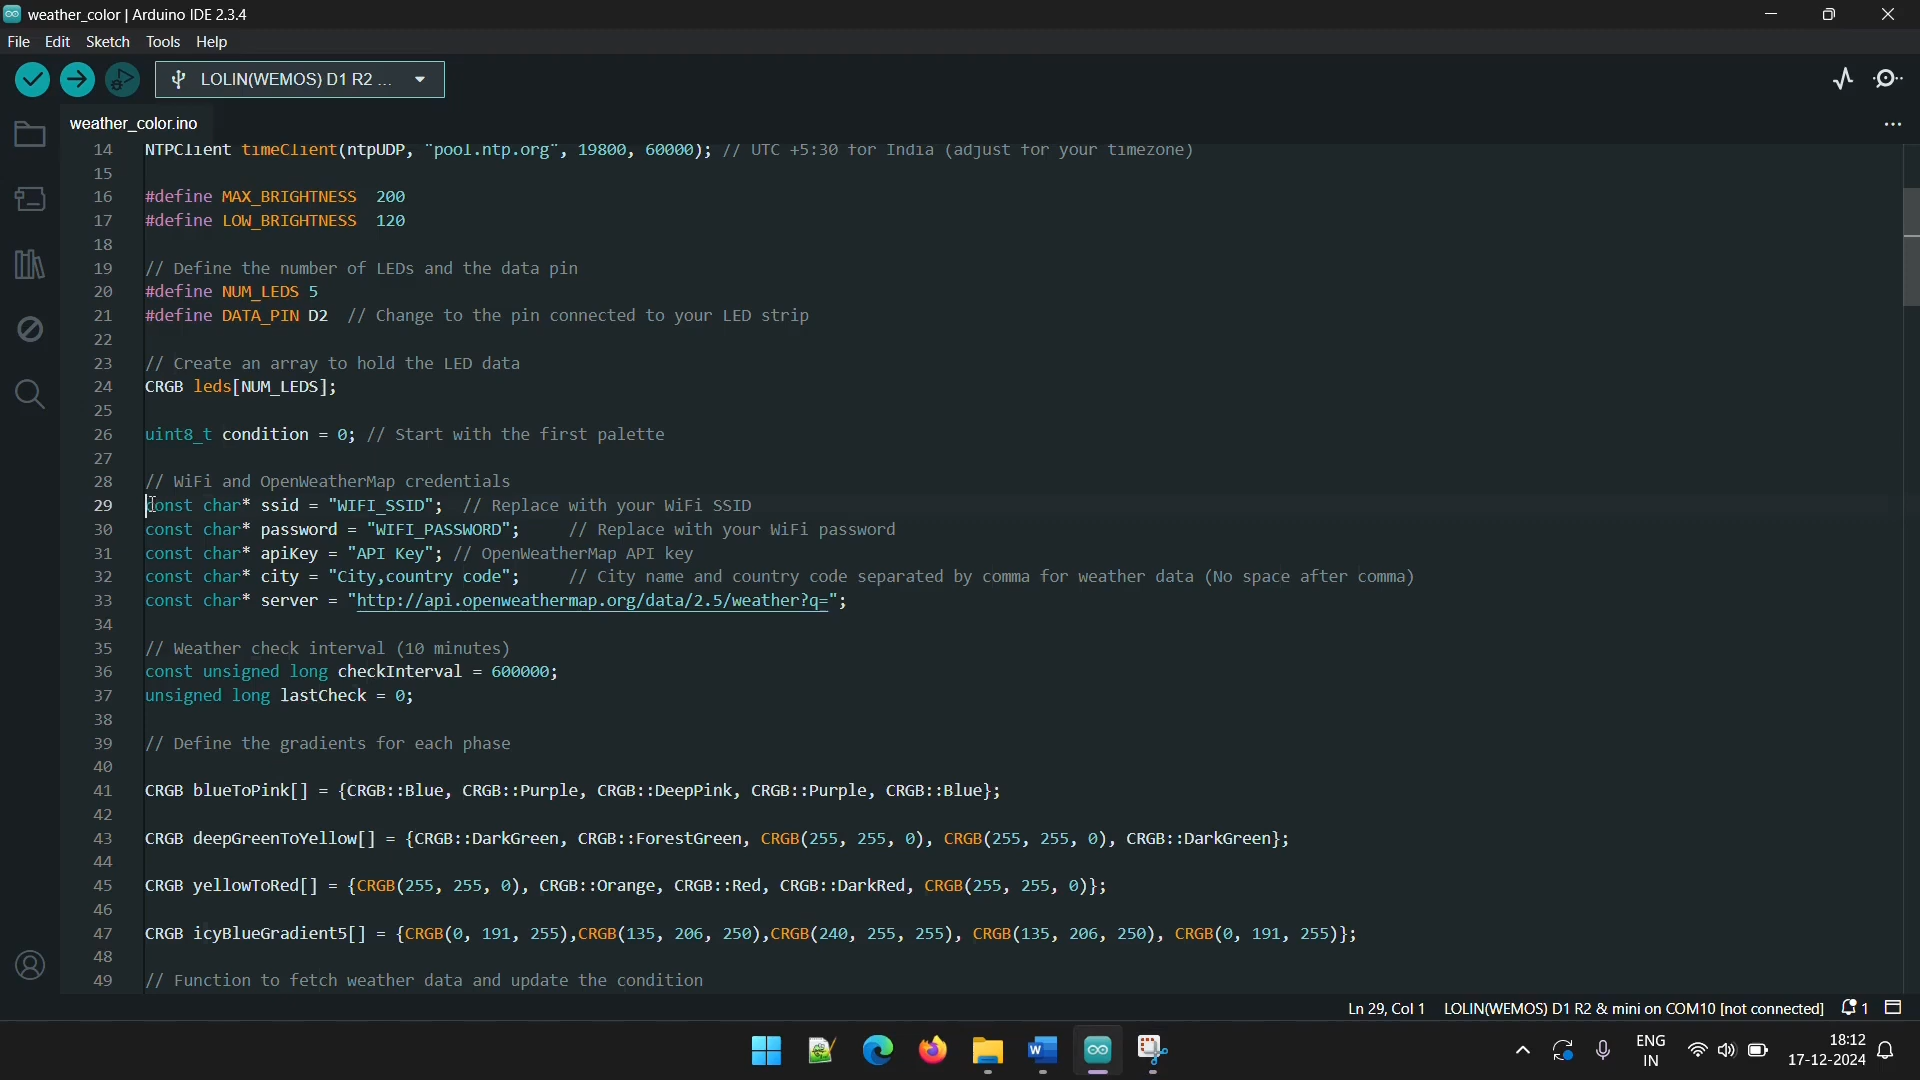 weather_color | Arduino IDE 2.3.4
File Edit Sketch Tools Help
LOLIN(WEMOS) D1 R2 ...
weather_color.ino
14 NTPClient timeClient(ntpUDP, "pool.ntp.org", 19800, 60000); // UTC +5:30 for India (adjust for your timezone)
15
16 #define MAX_BRIGHTNESS 200
17 #define LOW_BRIGHTNESS 120
18
19 // Define the number of LEDs and the data pin
20 #define NUM_LEDS 5
21 #define DATA_PIN D2 // Change to the pin connected to your LED strip
22
23 // Create an array to hold the LED data
24 CRGB leds[NUM_LEDS];
25
26 uint8_t condition = 0; // Start with the first palette
27
28 // WiFi and OpenWeatherMap credentials
29 const char* ssid = "WIFI_SSID"; // Replace with your WiFi SSID
30 const char* password = "WIFI_PASSWORD"; // Replace with your WiFi password
31 const char* apiKey = "API Key"; // OpenWeatherMap API key
32 const char* city = "City,country code"; // City name and country code separated by comma for weather data (No space after comma)
33 const char* server = "http://api.openweathermap.org/data/2.5/weather?q=";
34
35 // Weather check interval (10 minutes)
36 const unsigned long checkInterval = 600000;
37 unsigned long lastCheck = 0;
38
39 // Define the gradients for each phase
40
41 CRGB blueToPink[] = {CRGB::Blue, CRGB::Purple, CRGB::DeepPink, CRGB::Purple, CRGB::Blue};
42
43 CRGB deepGreenToYellow[] = {CRGB::DarkGreen, CRGB::ForestGreen, CRGB(255, 255, 0), CRGB(255, 255, 0), CRGB::DarkGreen};
44
45 CRGB yellowToRed[] = {CRGB(255, 255, 0), CRGB::Orange, CRGB::Red, CRGB::DarkRed, CRGB(255, 255, 0)};
46
47 CRGB icyBlueGradient5[] = {CRGB(0, 191, 255),CRGB(135, 206, 250),CRGB(240, 255, 255), CRGB(135, 206, 250), CRGB(0, 191, 255)};
48
49 // Function to fetch weather data and update the condition
Ln 29, Col 1 LOLIN(WEMOS) D1 R2 & mini on COM10 [not connected] 1
ENG
IN
18:12
17-12-2024